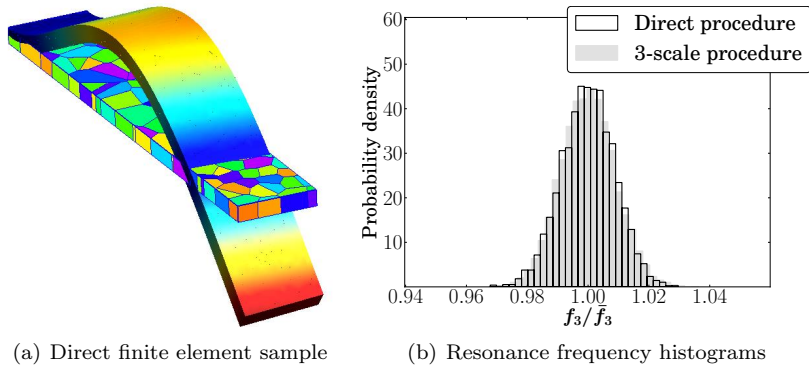 Direct procedure
3-scale procedure
Probability density
60
50
40
30
20
10
0.94 0.96 0.98 1.00 1.02 1.04
f₃/f̄₃
(a) Direct finite element sample
(b) Resonance frequency histograms